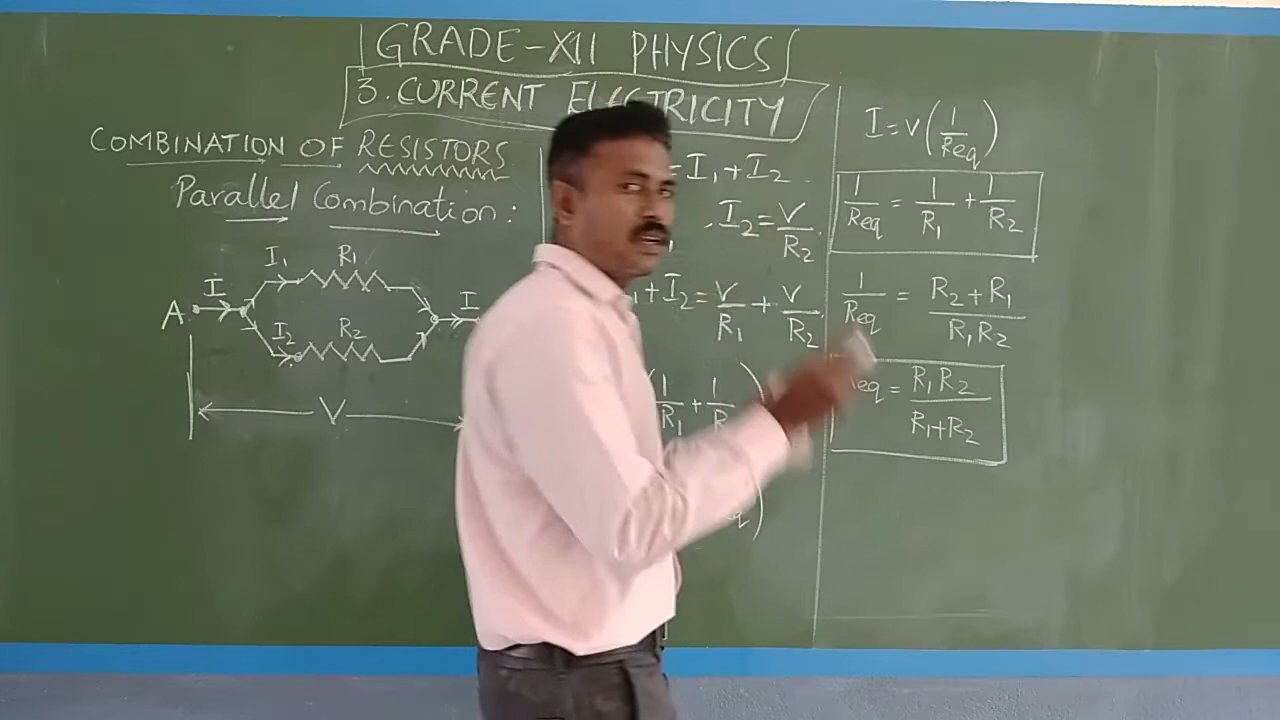 GRADE-XII PHYSICS
3. CURRENT ELECTRICITY
COMBINATION OF RESISTORS
Parallel Combination:
I₁ R₁
A I I
I₂ R₂
V
= I₁ + I₂
I₂ = V/R₂
+ I₂ = V/R₁ + V/R₂
(1/R₁ + 1/R )
eq)
I = V(1/Req)
1/Req = 1/R₁ + 1/R₂
1/Req = R₂+R₁/R₁R₂
eq = R₁R₂/R₁+R₂